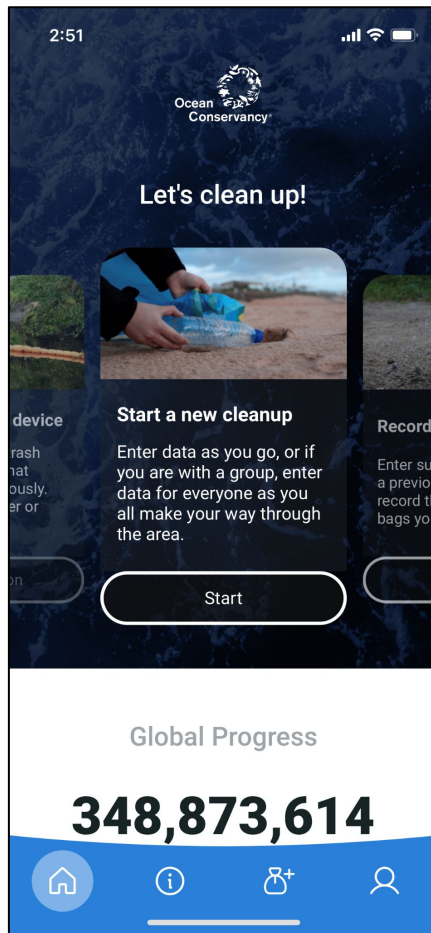 2:51
Ocean
Conservancy
Let's clean up!
device
rash
hat
ously.
er or
on
Start a new cleanup
Enter data as you go, or if
you are with a group, enter
data for everyone as you
all make your way through
the area.
Start
Record
Enter su
a previo
record t
bags yo
Global Progress
348,873,614